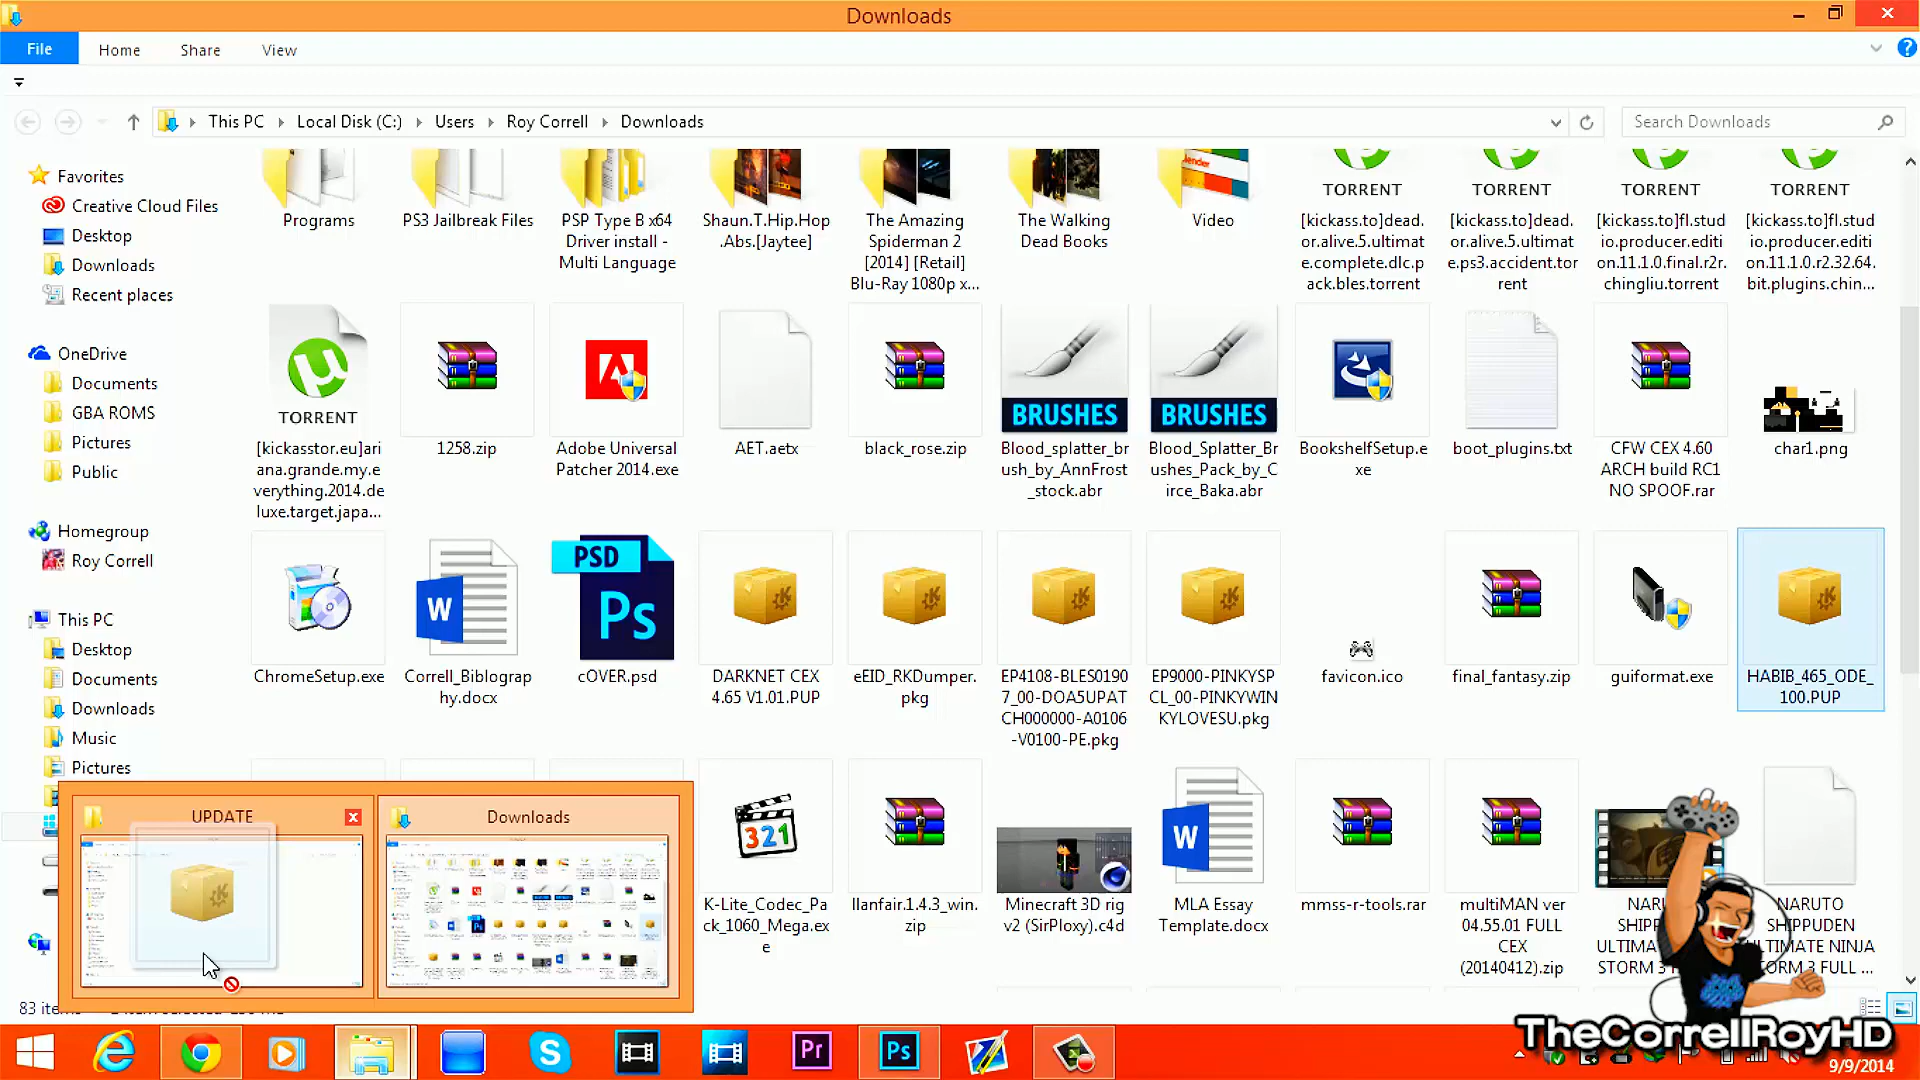 Downloads
File
Home
Share
View
This PC
Local Disk (C:)
Users
Roy Correll
Downloads
Search Downloads
Favorites
Creative Cloud Files
Desktop
Downloads
Recent places
OneDrive
Documents
GBA ROMS
Pictures
Public
Homegroup
Roy Correll
This PC
Desktop
Documents
Downloads
Music
Pictures
Programs
PS3 Jailbreak Files
PSP Type B x64
Driver install -
Multi Language
Shaun.T.Hip.Hop
.Abs.[Jaytee]
The Amazing
Spiderman 2
[2014] [Retail]
Blu-Ray 1080p x...
The Walking
Dead Books
Video
TORRENT
[kickass.to]dead.
or.alive.5.ultimat
e.complete.dlc.p
ack.bles.torrent
TORRENT
[kickass.to]dead.
or.alive.5.ultimat
e.ps3.accident.tor
rent
TORRENT
[kickass.to]fl.stud
io.producer.editi
on.11.1.0.final.r2r.
chingliu.torrent
TORRENT
[kickass.to]fl.stud
io.producer.editi
on.11.1.0.r2.32.64.
bit.plugins.chin...
TORRENT
[kickasstor.eu]ari
ana.grande.my.e
verything.2014.de
luxe.target.japa...
1258.zip
Adobe Universal
Patcher 2014.exe
AET.aetx
black_rose.zip
BRUSHES
Blood_splatter_br
ush_by_AnnFrost
_stock.abr
BRUSHES
Blood_Splatter_Br
ushes_Pack_by_C
irce_Baka.abr
BookshelfSetup.e
xe
boot_plugins.txt
CFW CEX 4.60
ARCH build RC1
NO SPOOF.rar
char1.png
ChromeSetup.exe
W
Correll_Bibliograp
hy.docx
PSD
Ps
cOVER.psd
DARKNET CEX
4.65 V1.01.PUP
eEID_RKDumper.
pkg
EP4108-BLES0190
7_00-DOA5UPAT
CH000000-A0106
-V0100-PE.pkg
EP9000-PINKYSP
CL_00-PINKYWIN
KYLOVESU.pkg
favicon.ico
final_fantasy.zip
guiformat.exe
HABIB_465_ODE_
100.PUP
UPDATE
Downloads
321
K-Lite_Codec_Pa
ck_1060_Mega.ex
e
llanfair.1.4.3_win.
zip
Minecraft 3D rig
v2 (SirPloxy).c4d
W
MLA Essay
Template.docx
mmss-r-tools.rar
multiMAN ver
04.55.01 FULL
CEX
(20140412).zip
NARUTO
SHIPPUDEN
ULTIMATE NINJA
STORM 3 FULL ...
83
Pr
Ps
TheCorrellRoyHD
9/9/2014